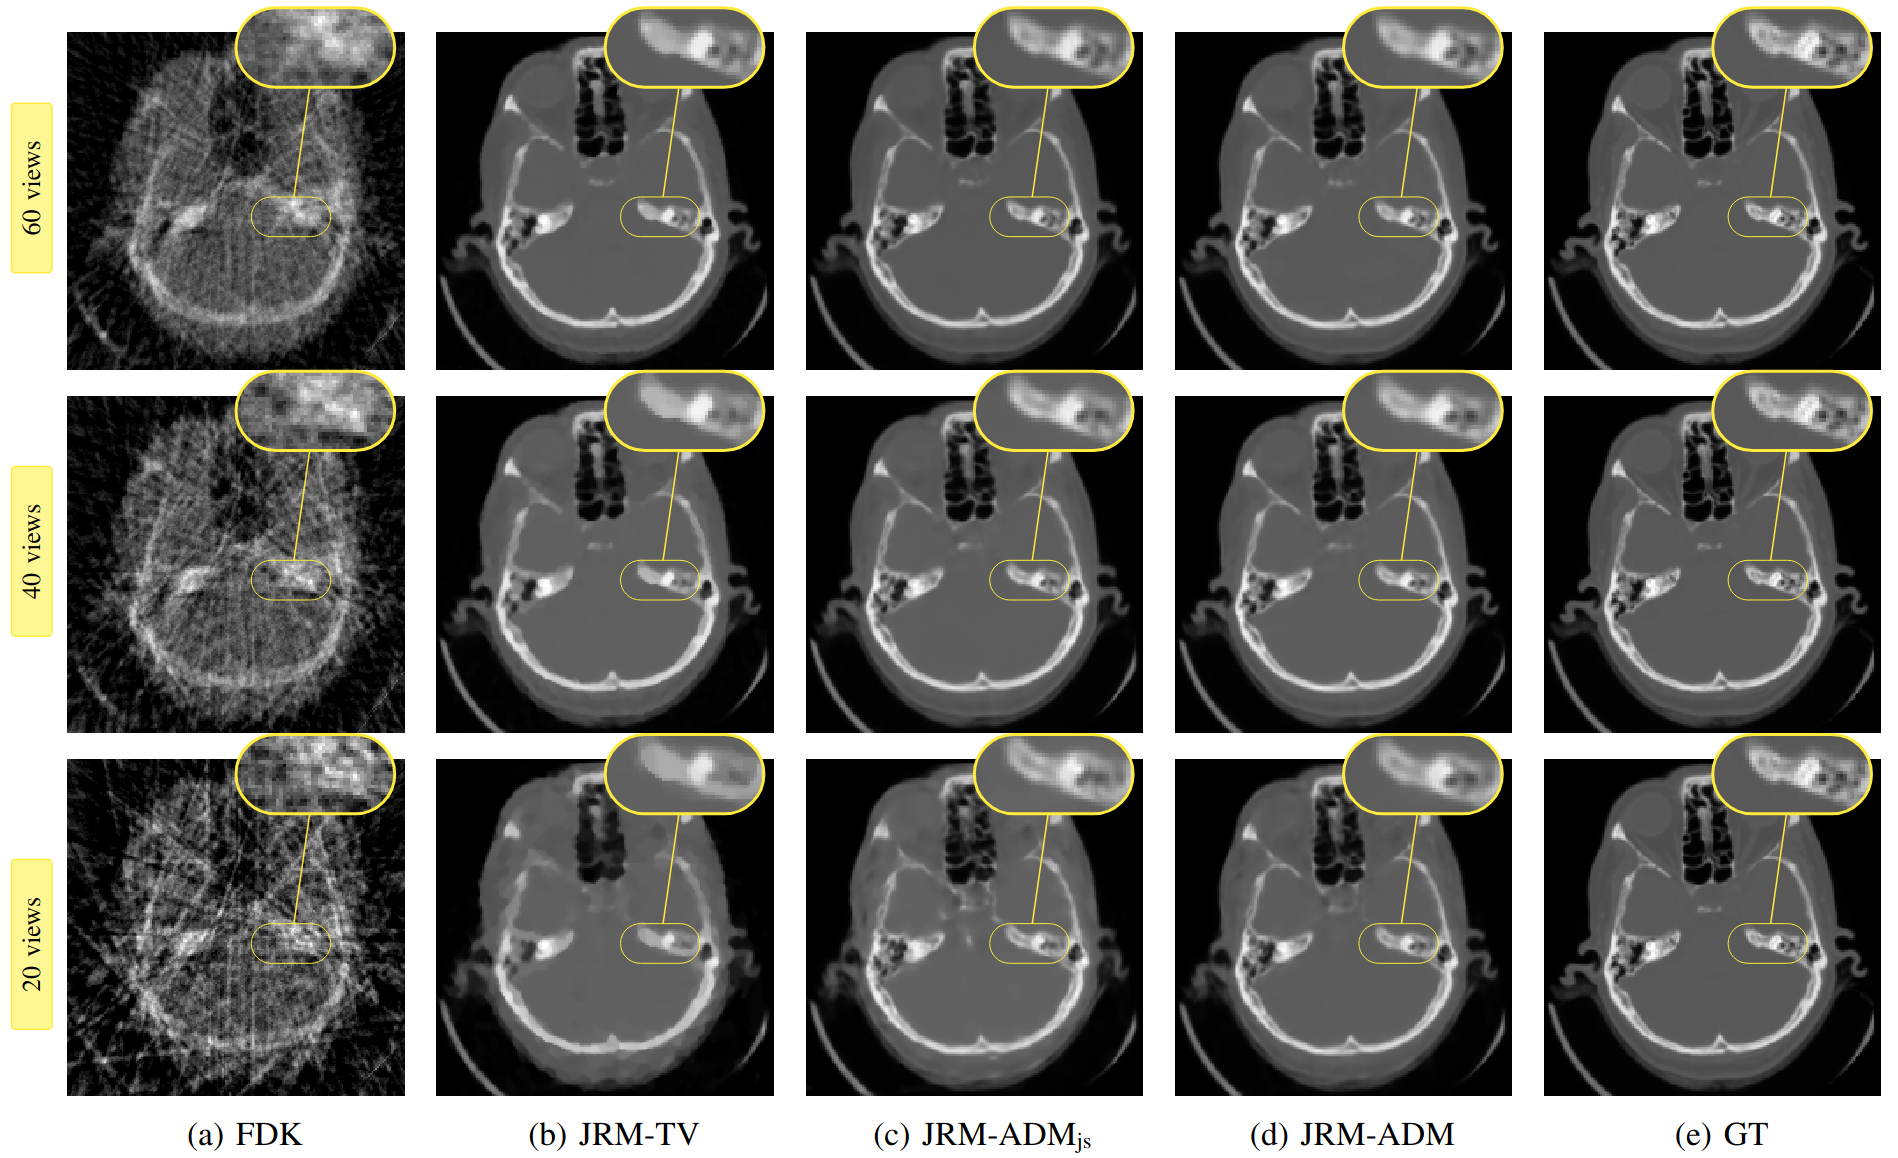 60 views
40 views
20 views
(a) FDK
(b) JRM-TV
(c) JRM-ADMjs
(d) JRM-ADM
(e) GT